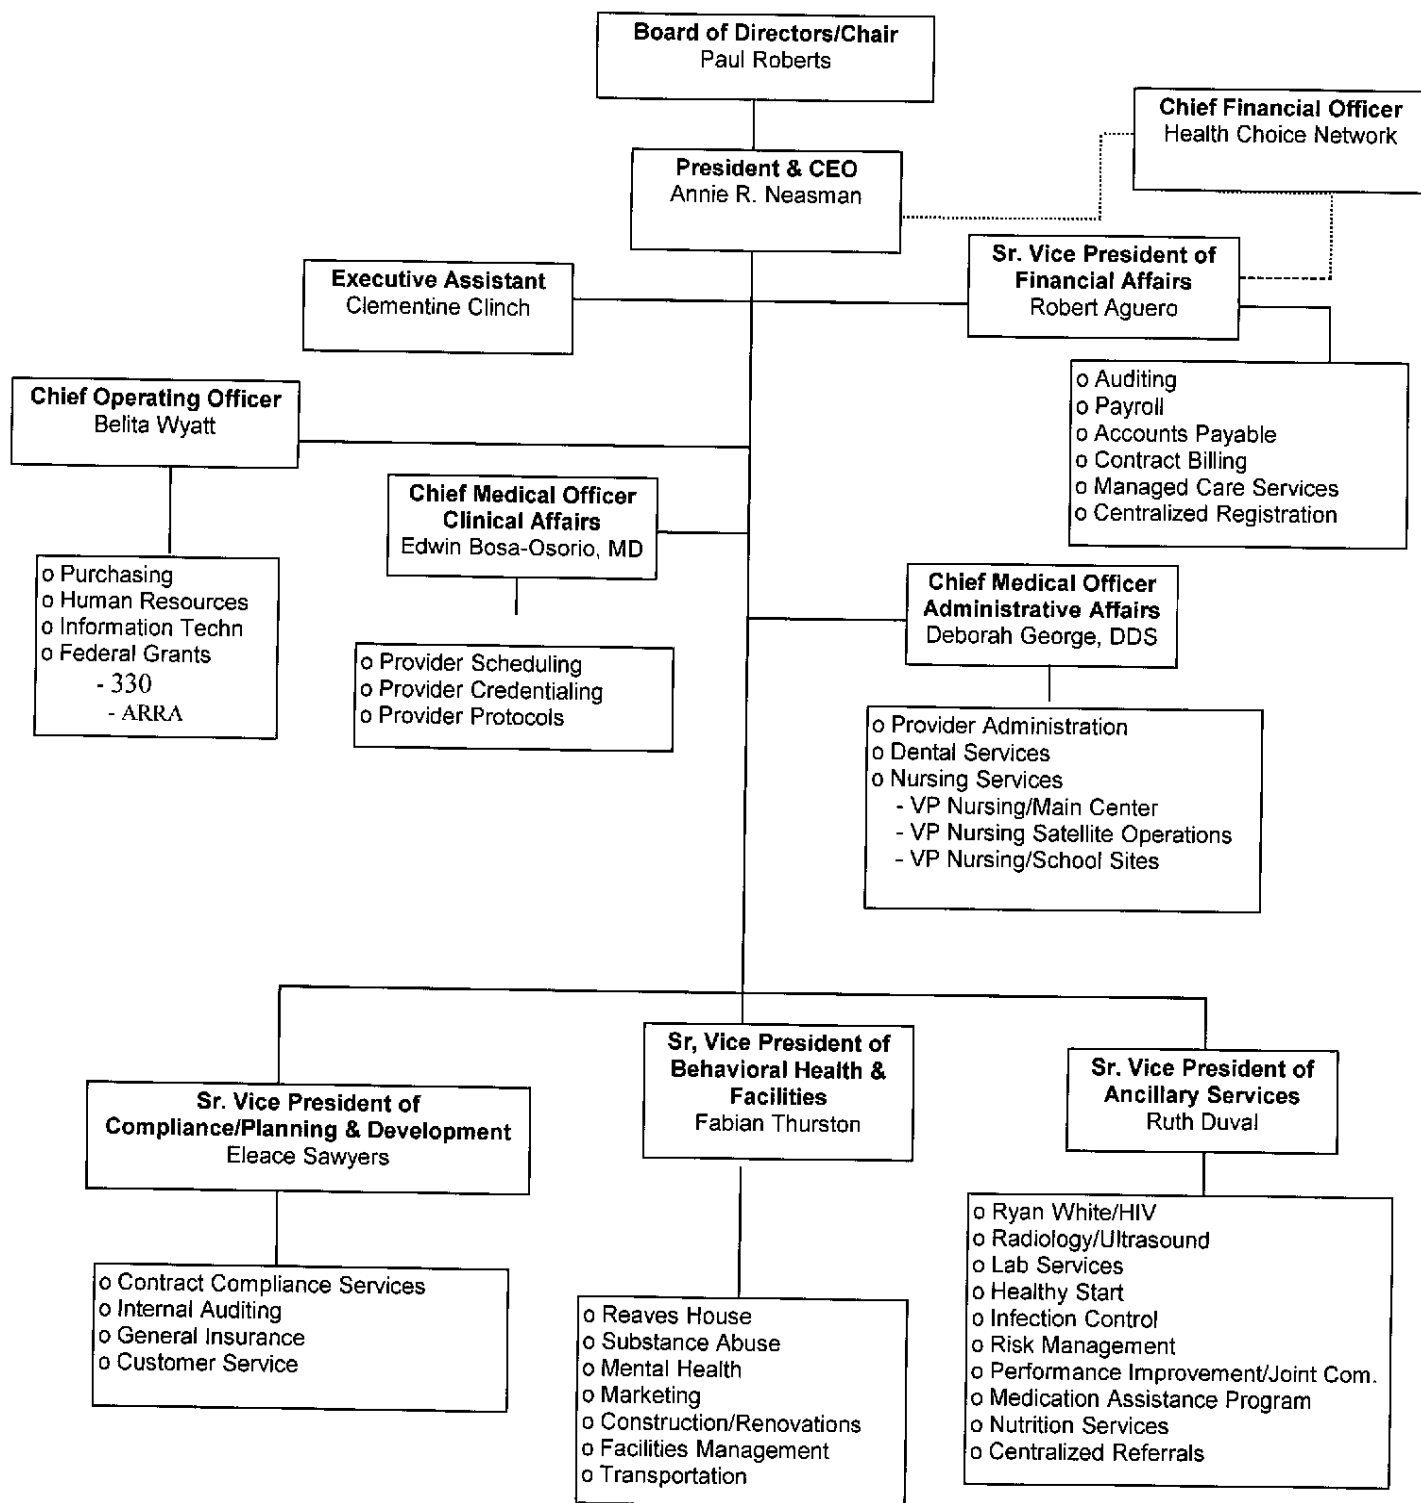 Board of Directors/Chair
Paul Roberts
Chief Financial Officer
Health Choice Network
President & CEO
Annie R. Neasman
Sr. Vice President of
Financial Affairs
Robert Aguero
Executive Assistant
Clementine Clinch
o Auditing
o Payroll
o Accounts Payable
o Contract Billing
o Managed Care Services
o Centralized Registration
Chief Operating Officer
Belita Wyatt
Chief Medical Officer
Clinical Affairs
Edwin Bosa-Osorio, MD
o Purchasing
o Human Resources
o Information Techn
o Federal Grants
- 330
- ARRA
o Provider Scheduling
o Provider Credentialing
o Provider Protocols
Chief Medical Officer
Administrative Affairs
Deborah George, DDS
o Provider Administration
o Dental Services
o Nursing Services
- VP Nursing/Main Center
- VP Nursing Satellite Operations
- VP Nursing/School Sites
Sr. Vice President of
Compliance/Planning & Development
Eleace Sawyers
Sr, Vice President of
Behavioral Health &
Facilities
Fabian Thurston
Sr. Vice President of
Ancillary Services
Ruth Duval
o Contract Compliance Services
o Internal Auditing
o General Insurance
o Customer Service
o Reaves House
o Substance Abuse
o Mental Health
o Marketing
o Construction/Renovations
o Facilities Management
o Transportation
o Ryan White/HIV
o Radiology/Ultrasound
o Lab Services
o Healthy Start
o Infection Control
o Risk Management
o Performance Improvement/Joint Com.
o Medication Assistance Program
o Nutrition Services
o Centralized Referrals